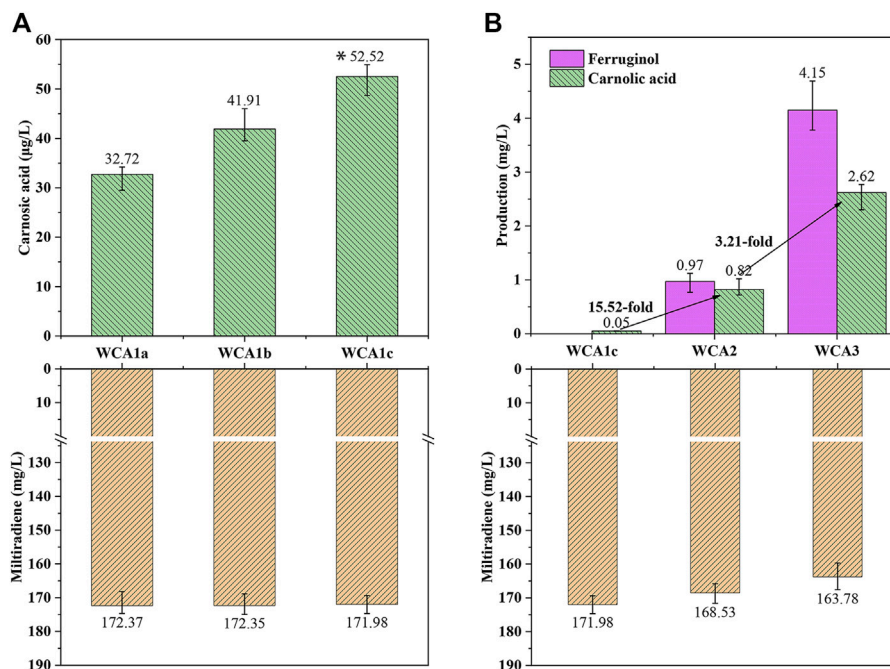 A
60
50
40
30
20
10
0
Carnosic acid (µg/L)
32.72
41.91
* 52.52
WCA1a
WCA1b
WCA1c
0
10
130
140
150
160
170
180
190
Miltiradiene (mg/L)
172.37
172.35
171.98
B
Ferruginol
Carnolic acid
5
4
3
2
1
0
Production (mg/L)
4.15
2.62
3.21-fold
0.97
0.82
15.52-fold
0.05
WCA1c
WCA2
WCA3
0
10
130
140
150
160
170
180
190
Miltiradiene (mg/L)
171.98
168.53
163.78